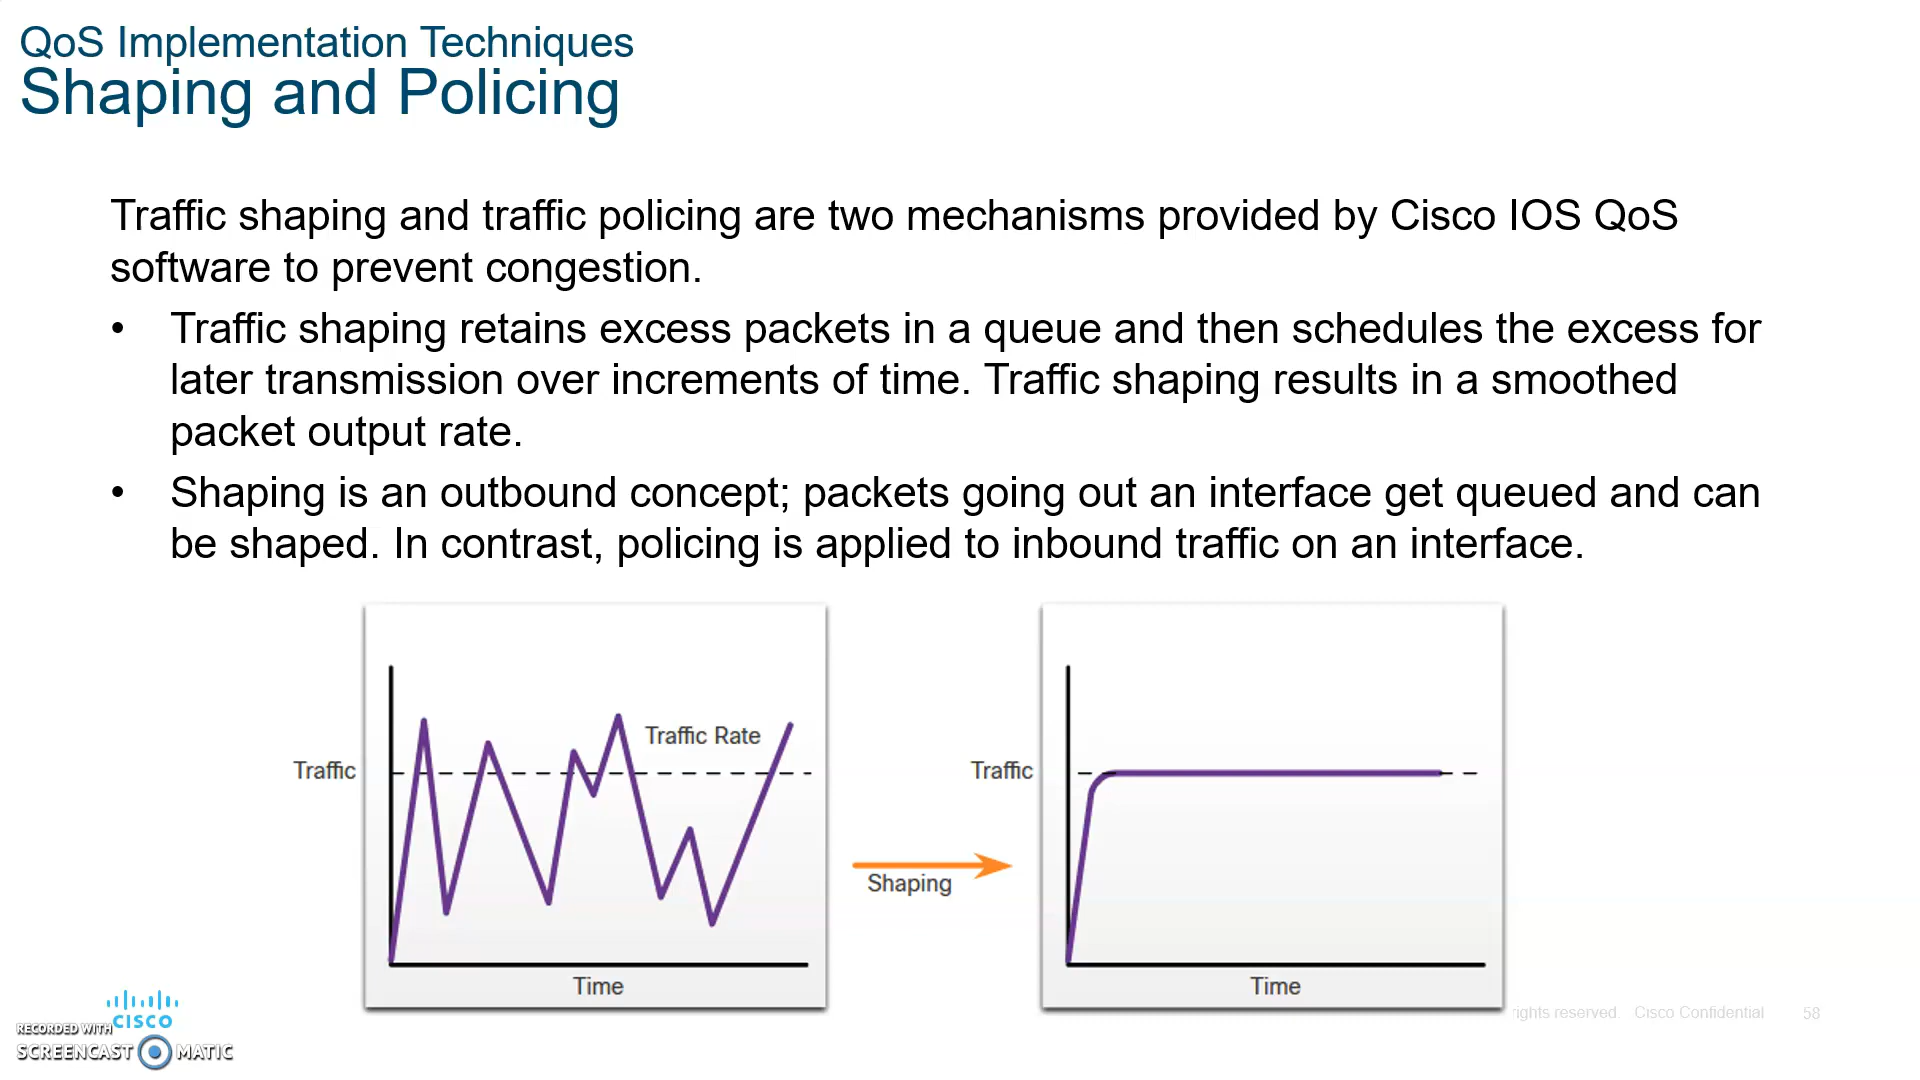 QoS Implementation Techniques
Shaping and Policing
Traffic shaping and traffic policing are two mechanisms provided by Cisco IOS QoS
software to prevent congestion.
• Traffic shaping retains excess packets in a queue and then schedules the excess for
later transmission over increments of time. Traffic shaping results in a smoothed
packet output rate.
• Shaping is an outbound concept; packets going out an interface get queued and can
be shaped. In contrast, policing is applied to inbound traffic on an interface.
Traffic Rate
Traffic
Time
Shaping
Traffic
Time
CISCO
rights reserved. Cisco Confidential 58
RECORDED WITH
SCREENCAST MATIC